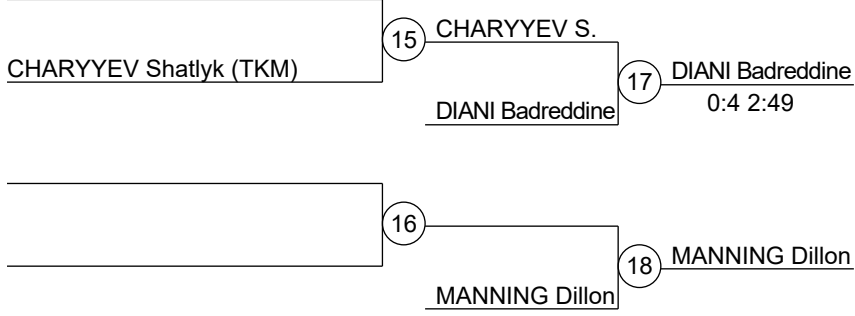 15
CHARYYEV S.
CHARYYEV Shatlyk (TKM)
17
DIANI Badreddine
0:4 2:49
DIANI Badreddine
16
18
MANNING Dillon
MANNING Dillon